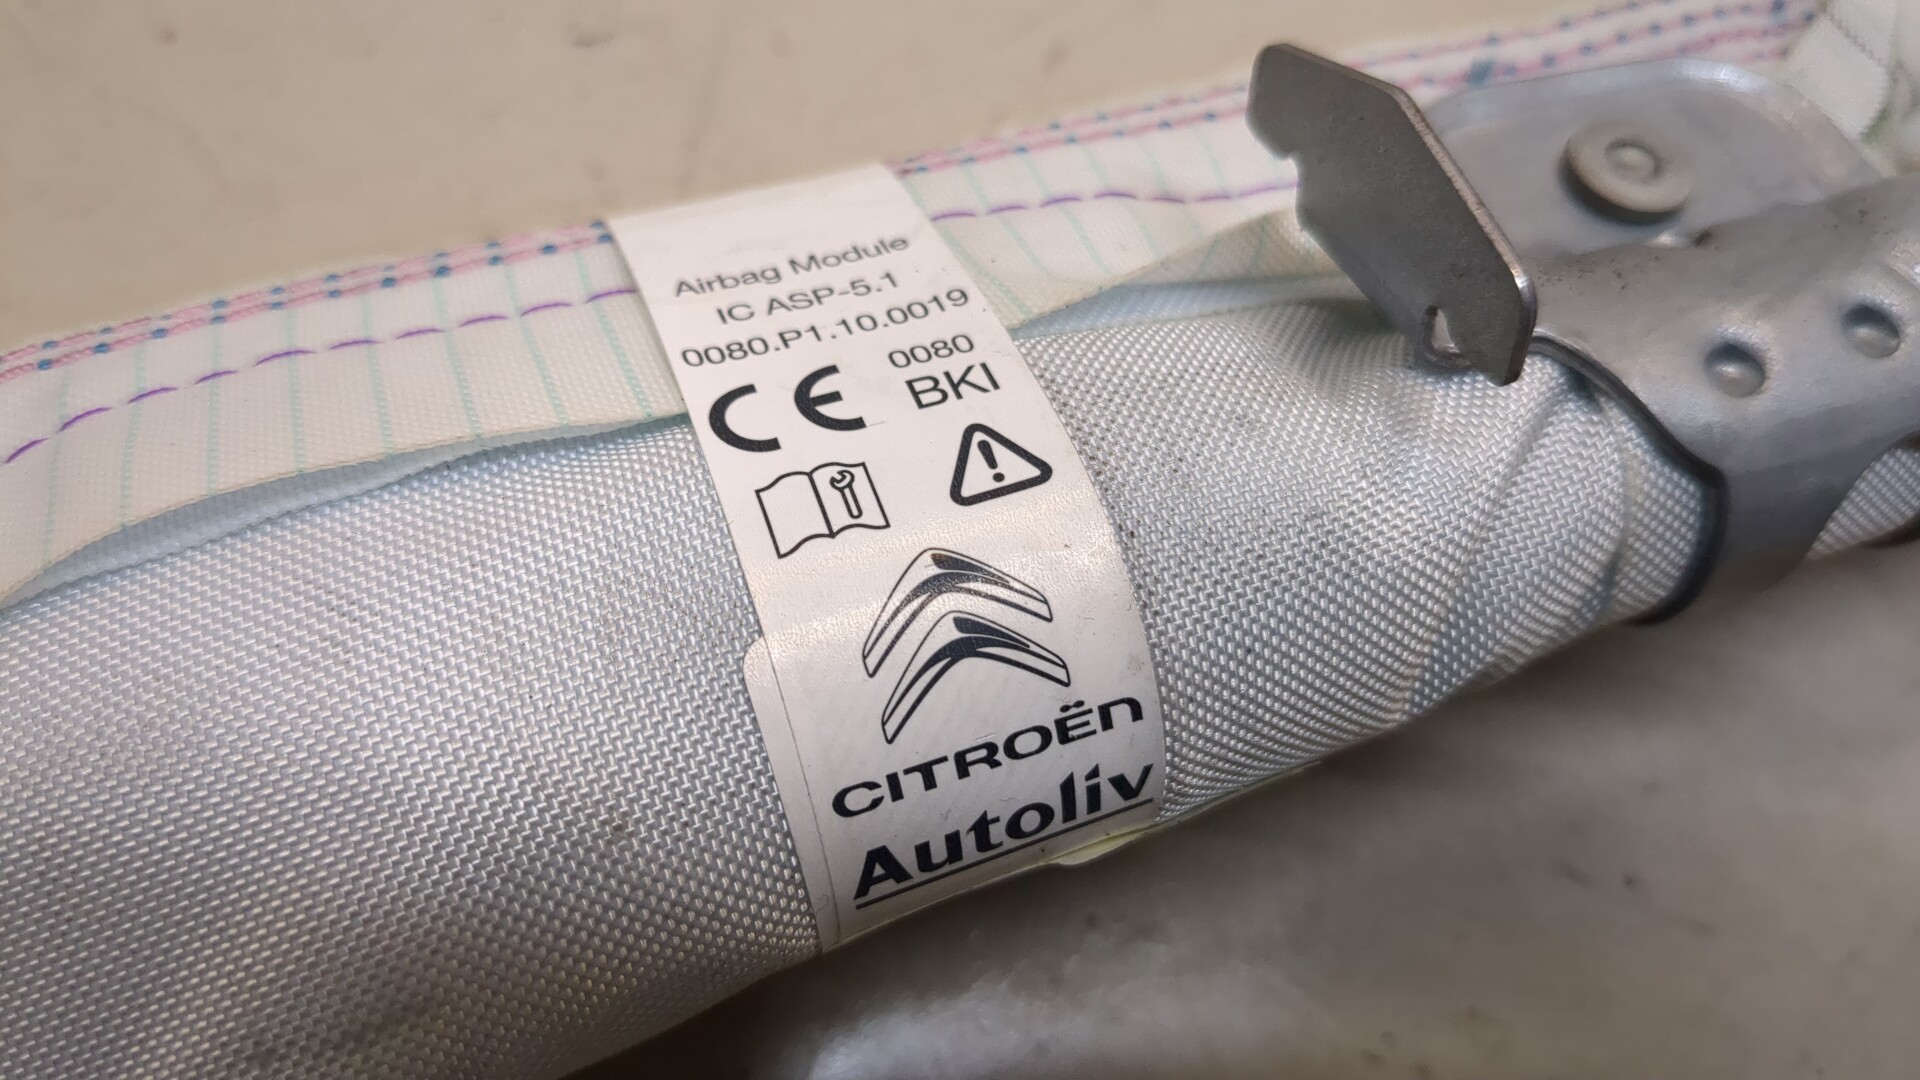 Airbag Module
IC ASP-5.1
0080.P1.10.0019
CE 0080
BKI
CITROËN
Autoliv